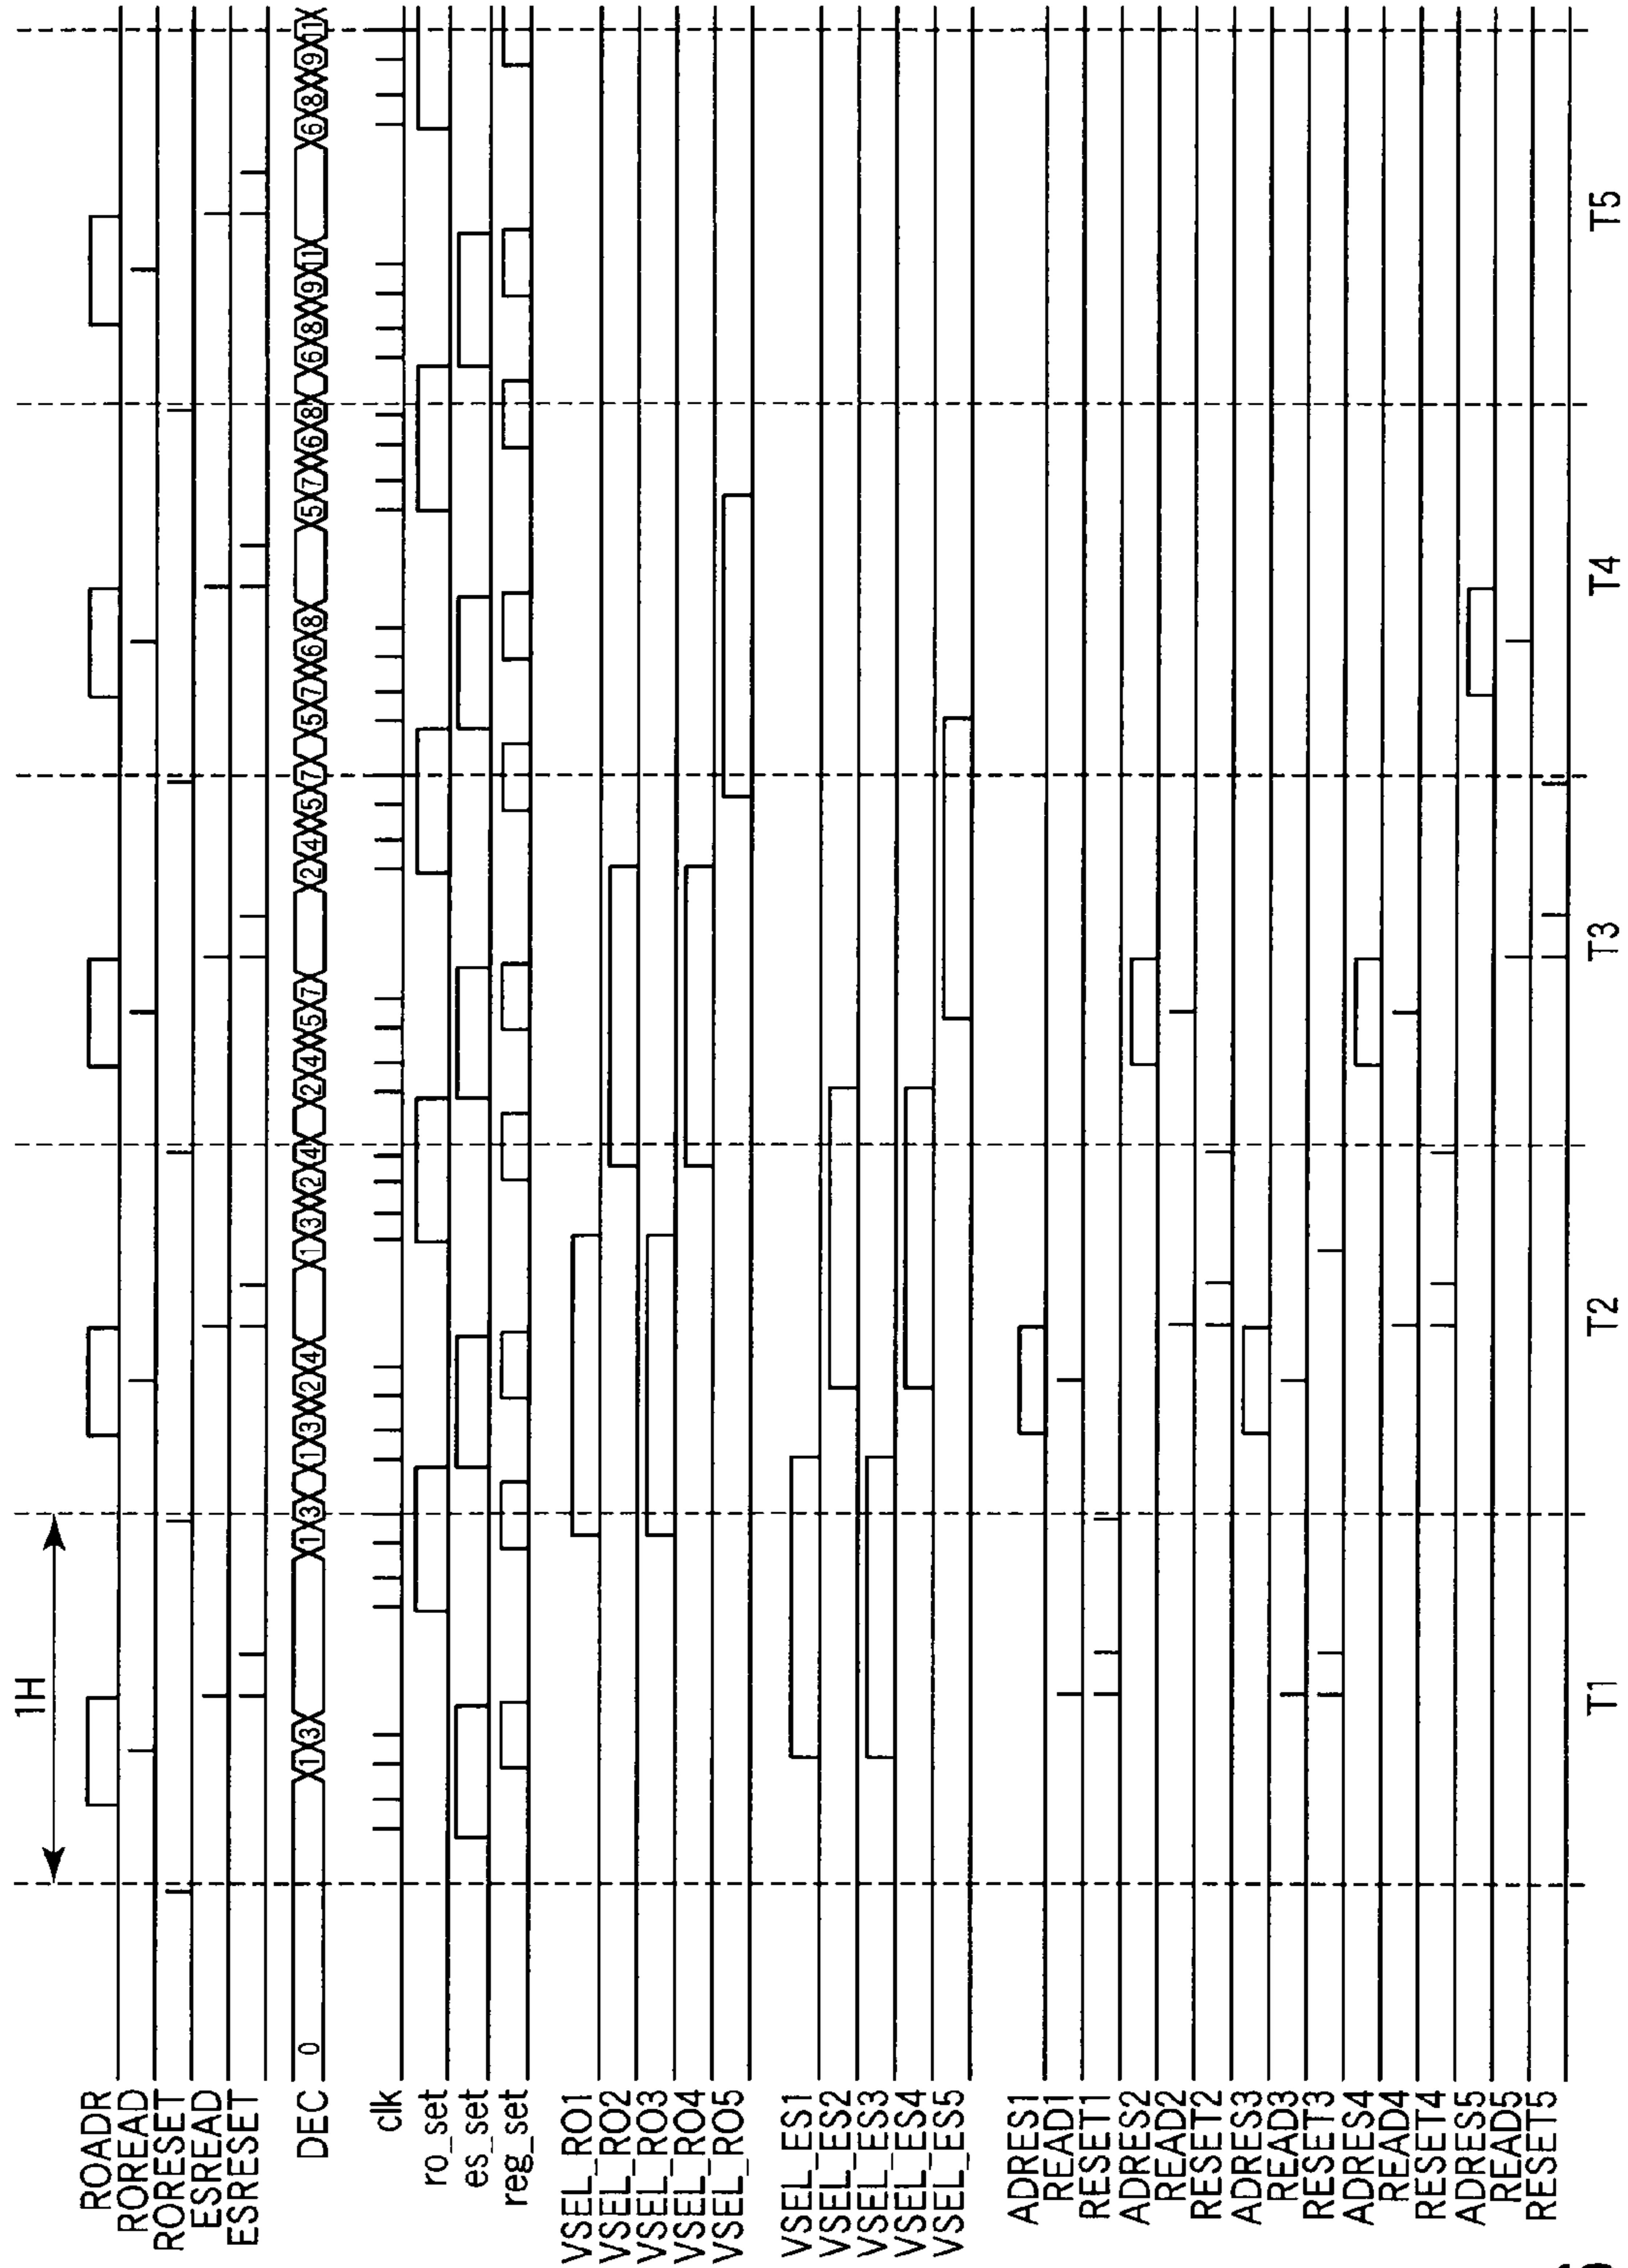 1H
ROADR
ROREAD
RORESET
ESREAD
ESRESET
DEC 0 1 3 1 3 1 3 2 4 1 3 2 4 2 4 5 7 2 4 5 7 5 7 6 8 5 7 6 8 6 8 9 11 6 8 9 11
clk
ro_set
es_set
reg_set
VSEL_RO1
VSEL_RO2
VSEL_RO3
VSEL_RO4
VSEL_RO5
VSEL_ES1
VSEL_ES2
VSEL_ES3
VSEL_ES4
VSEL_ES5
ADRES1
READ1
RESET1
ADRES2
READ2
RESET2
ADRES3
READ3
RESET3
ADRES4
READ4
RESET4
ADRES5
READ5
RESET5
T1 T2 T3 T4 T5